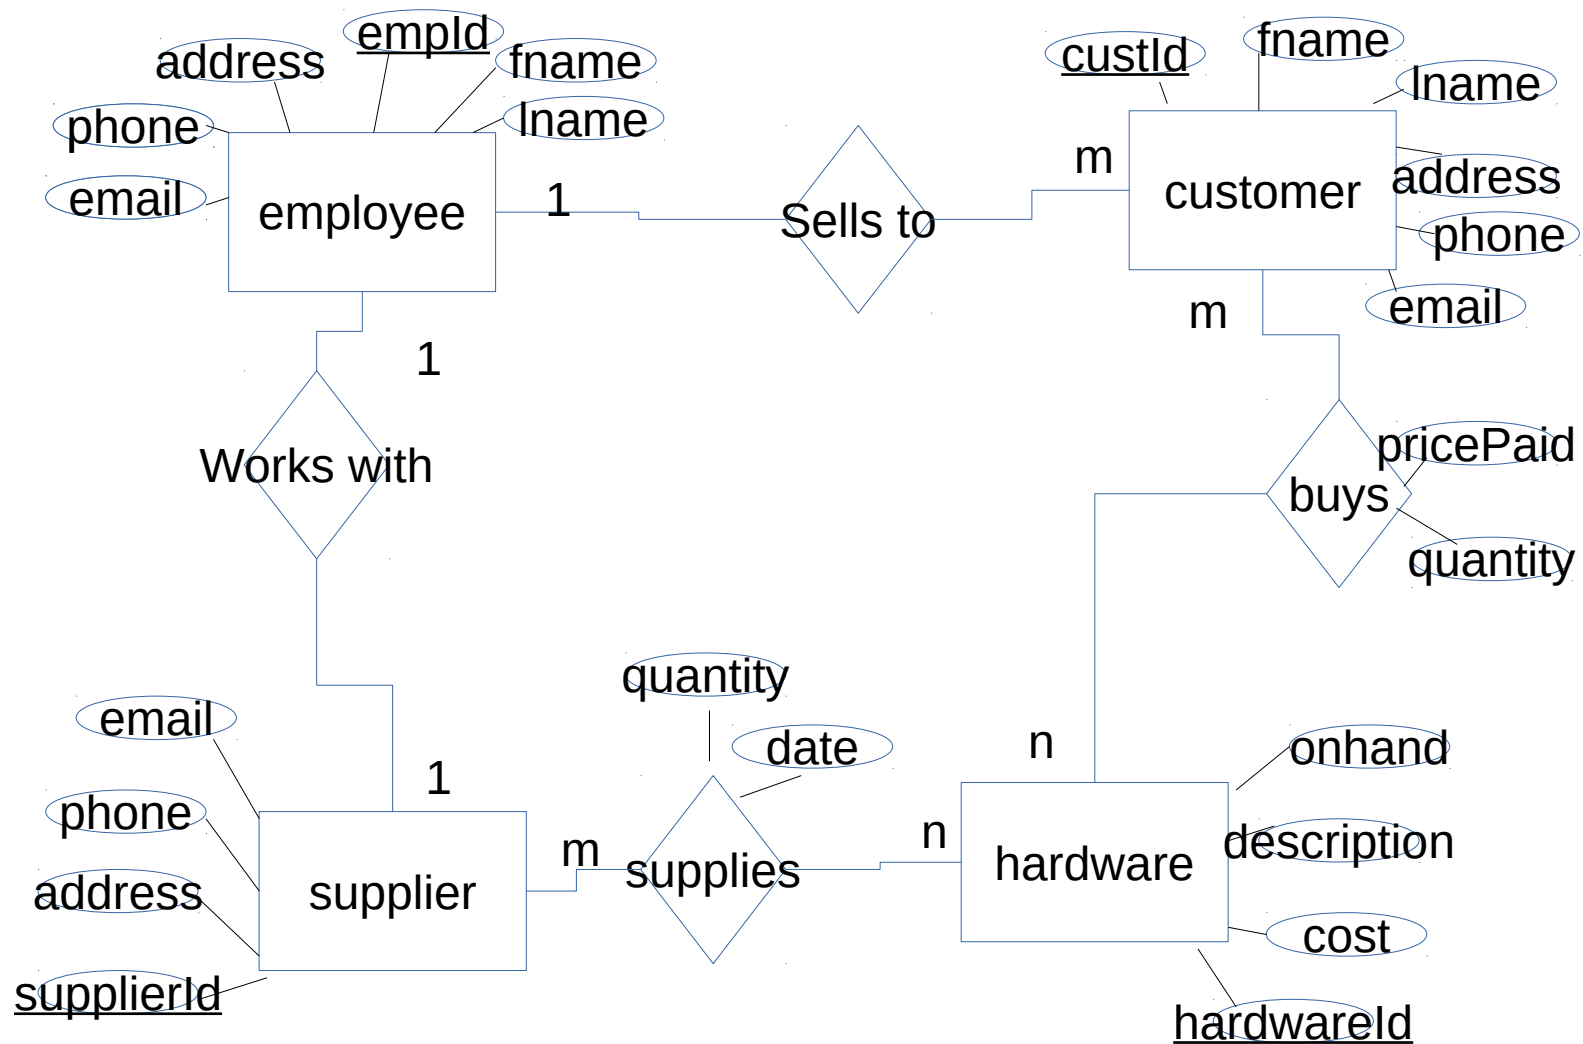 empId
address
fname
phone
lname
email
employee
1
Sells to
m
custId
fname
lname
customer
address
phone
email
1
m
Works with
pricePaid
buys
quantity
email
phone
address
supplierId
1
supplier
m
quantity
date
supplies
n
n
hardware
onhand
description
cost
hardwareId